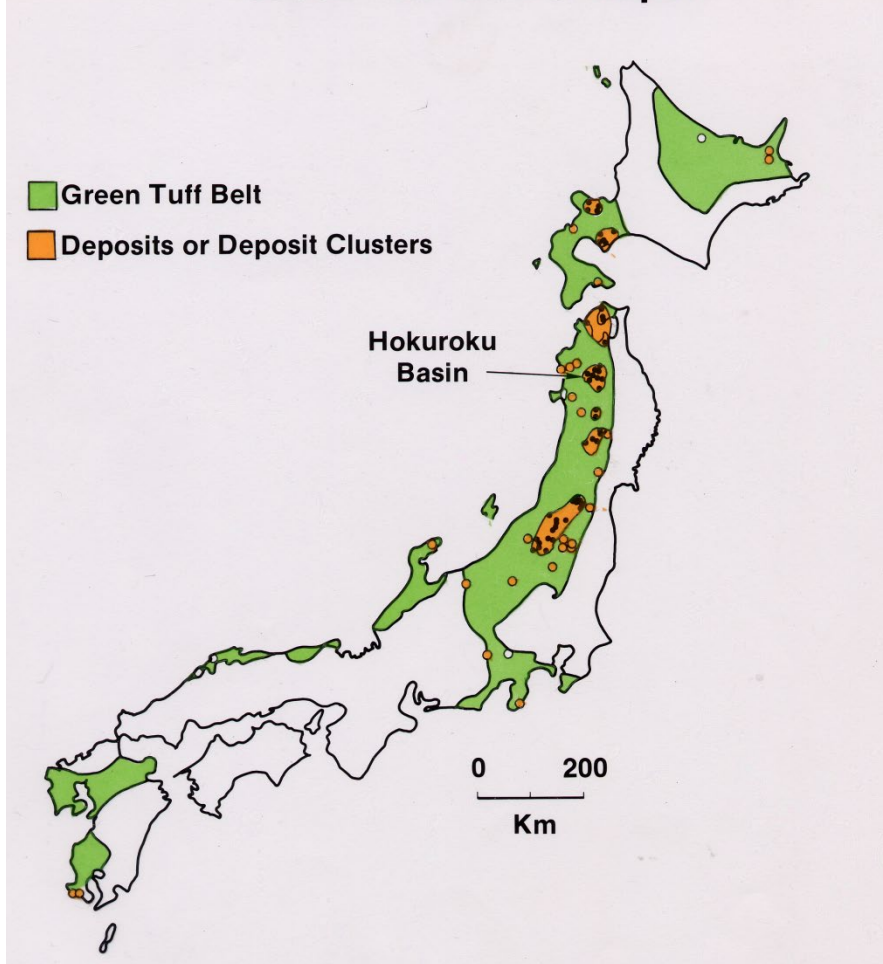 Green Tuff Belt
Deposits or Deposit Clusters
Hokuroku
Basin
0 200
Km